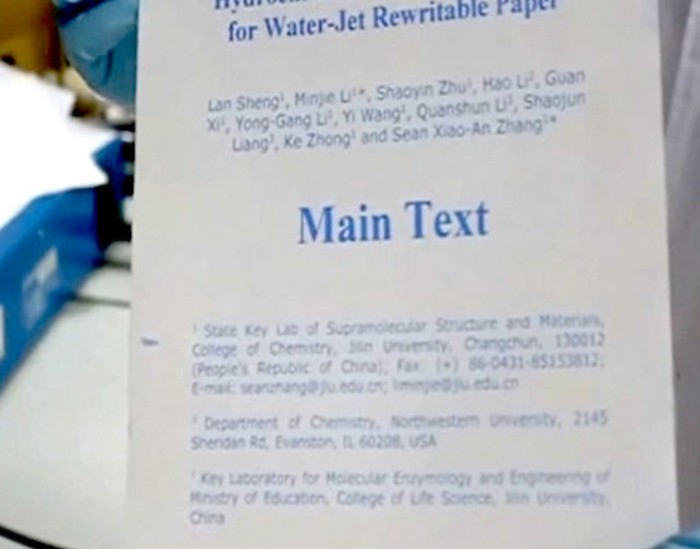 for Water-Jet Rewritable Paper
Lan Sheng¹, Minjie Li¹*, Shaoyin Zhu¹, Hao Li², Guan
Xi¹, Yong-Gang Li¹, Yi Wang¹, Quanshun Li³, Shaojun
Liang¹, Ke Zhong¹ and Sean Xiao-An Zhang¹*
Main Text
¹ State Key Lab of Supramolecular Structure and Materials,
College of Chemistry, Jilin University, Changchun, 130012
(People's Republic of China), Fax: (+) 86-0431-85153812;
E-mail: seanzhang@jlu.edu.cn; liminjie@jlu.edu.cn
² Department of Chemistry, Northwestern University, 2145
Sheridan Rd, Evanston, IL 60208, USA
³ Key Laboratory for Molecular Enzymology and Engineering of
Ministry of Education, College of Life Science, Jilin University,
China